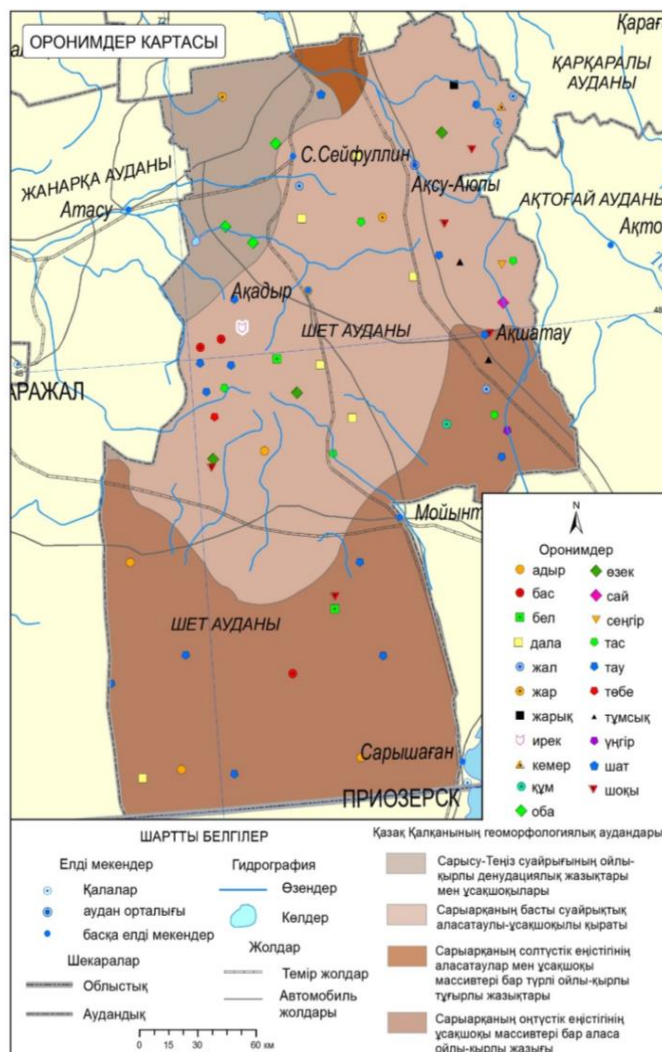 ОРОНИМДЕР КАРТАСЫ
72
Қараға
ҚАРҚАРАЛЫ
АУДАНЫ
С.Сейфуллин
ЖАНАРҚА АУДАНЫ
Ақсу-Аюлы
Атасу
АҚТОҒАЙ АУДАНЫ
Ақто
Ақадыр
48
ШЕТ АУДАНЫ
Ақшатау
48
АРАЖАЛ
Мойынт
ШЕТ АУДАНЫ
Сарышаған
ПРИОЗЕРСК
N
Оронимдер
адыр
бас
бел
дала
жал
жар
жарық
ирек
кемер
құм
оба
өзек
сай
сеңгір
тас
тау
төбе
тұмсық
үңгір
шат
шоқы
ШАРТТЫ БЕЛГІЛЕР
Елді мекендер
Қалалар
аудан орталығы
басқа елді мекендер
Шекаралар
Облыстық
Аудандық
0 15 30 60 км
Гидрография
Өзендер
Көлдер
Жолдар
Темір жолдар
Автомобиль
жолдары
Қазақ Қалқанының геоморфологиялық аудандары
Сарысу-Теңіз суайрығының ойлы-
қырлы денудациялық жазықтары
мен ұсақшоқылары
Сарыарқаның басты суайрықтық
аласатаулы-ұсақшоқылы қыраты
Сарыарқаның солтүстік еңістігінің
аласатаулар мен ұсақшоқы
массивтері бар түрлі ойлы-қырлы
тұғырлы жазықтары
Сарыарқаның оңтүстік еңістігінің
ұсақшоқы массивтері бар аласа
ойлы-қырлы жазығы